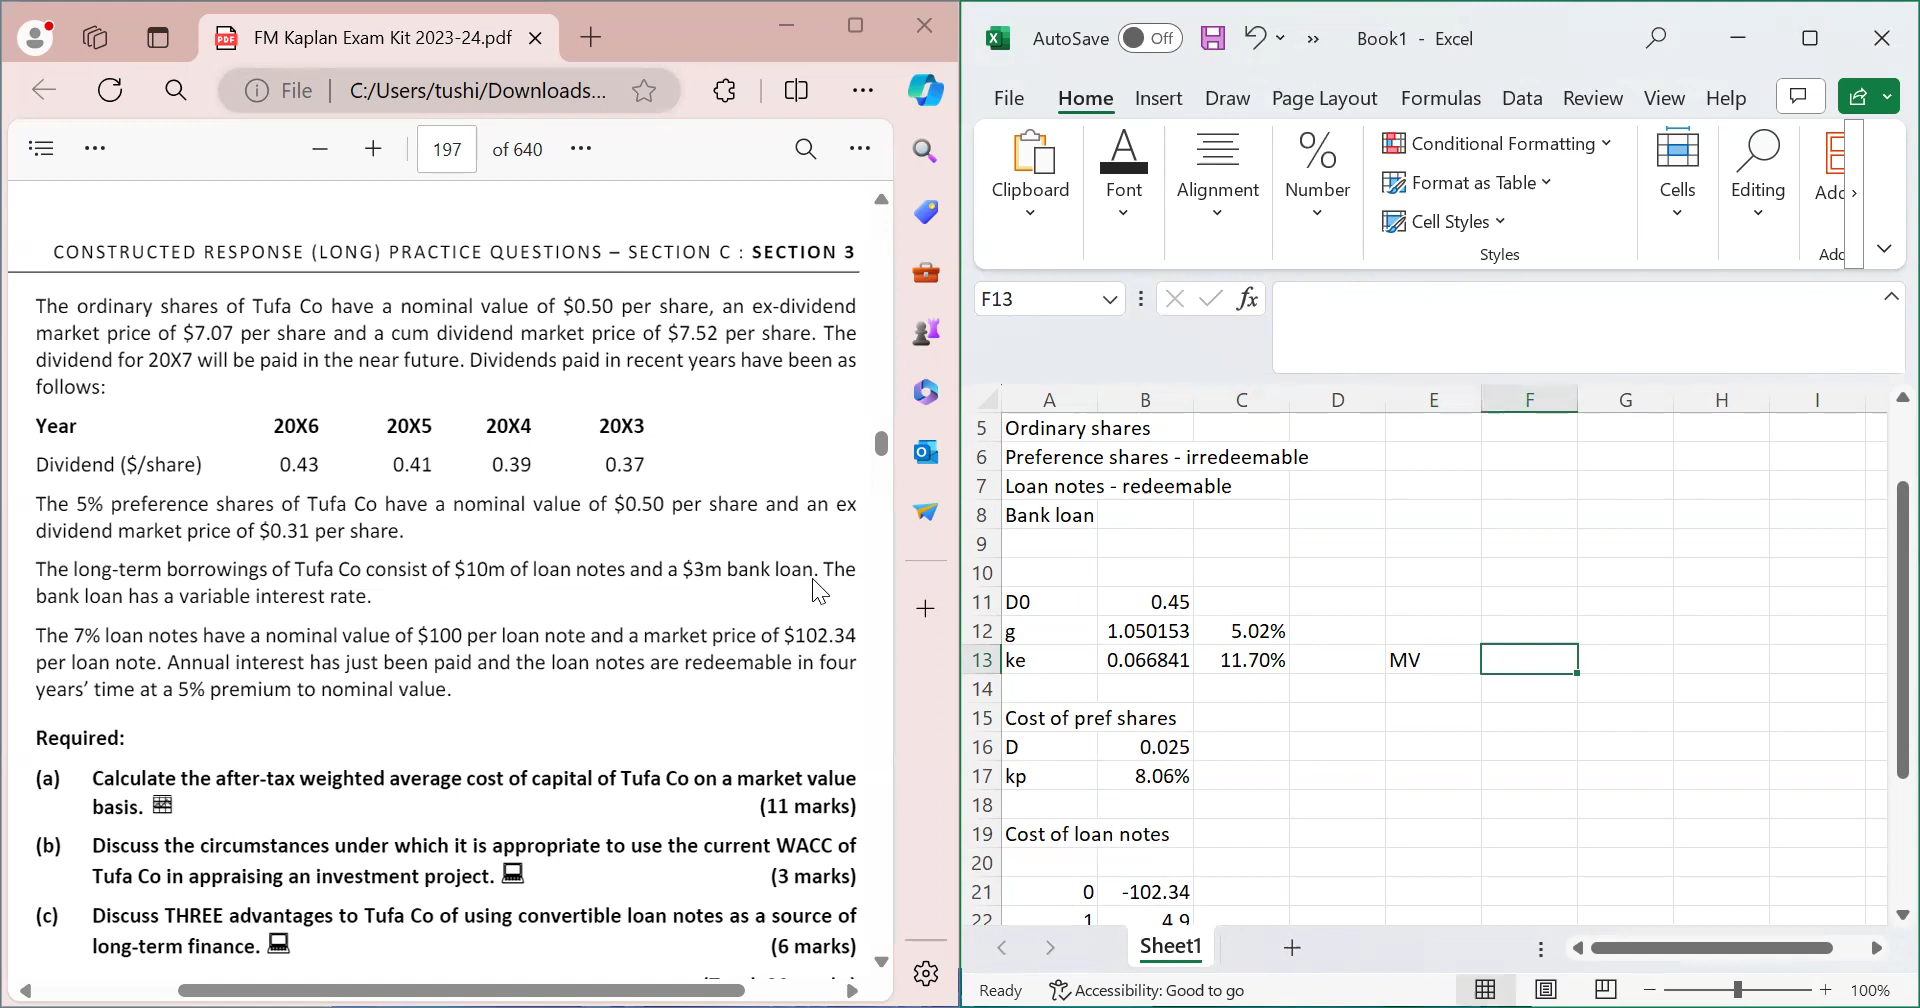 FM Kaplan Exam Kit 2023-24.pdf
File
C:/Users/tushi/Downloads...
197
of 640
CONSTRUCTED RESPONSE (LONG) PRACTICE QUESTIONS – SECTION C : SECTION 3
The ordinary shares of Tufa Co have a nominal value of $0.50 per share, an ex-dividend
market price of $7.07 per share and a cum dividend market price of $7.52 per share. The
dividend for 20X7 will be paid in the near future. Dividends paid in recent years have been as
follows:
Year 20X6 20X5 20X4 20X3
Dividend ($/share) 0.43 0.41 0.39 0.37
The 5% preference shares of Tufa Co have a nominal value of $0.50 per share and an ex
dividend market price of $0.31 per share.
The long-term borrowings of Tufa Co consist of $10m of loan notes and a $3m bank loan. The
bank loan has a variable interest rate.
The 7% loan notes have a nominal value of $100 per loan note and a market price of $102.34
per loan note. Annual interest has just been paid and the loan notes are redeemable in four
years' time at a 5% premium to nominal value.
Required:
(a) Calculate the after-tax weighted average cost of capital of Tufa Co on a market value
basis. (11 marks)
(b) Discuss the circumstances under which it is appropriate to use the current WACC of
Tufa Co in appraising an investment project. (3 marks)
(c) Discuss THREE advantages to Tufa Co of using convertible loan notes as a source of
long-term finance. (6 marks)
AutoSave Off Book1 - Excel
File Home Insert Draw Page Layout Formulas Data Review View Help
Clipboard
Font
Alignment
Number
Conditional Formatting
Format as Table
Cell Styles
Styles
Cells
Editing
F13
fx
A B C D E F G H I
5 Ordinary shares
6 Preference shares - irredeemable
7 Loan notes - redeemable
8 Bank loan
9
10
11 D0 0.45
12 g 1.050153 5.02%
13 ke 0.066841 11.70% MV
14
15 Cost of pref shares
16 D 0.025
17 kp 8.06%
18
19 Cost of loan notes
20
21 0 -102.34
22 1 4.9
Sheet1
Ready
Accessibility: Good to go
100%